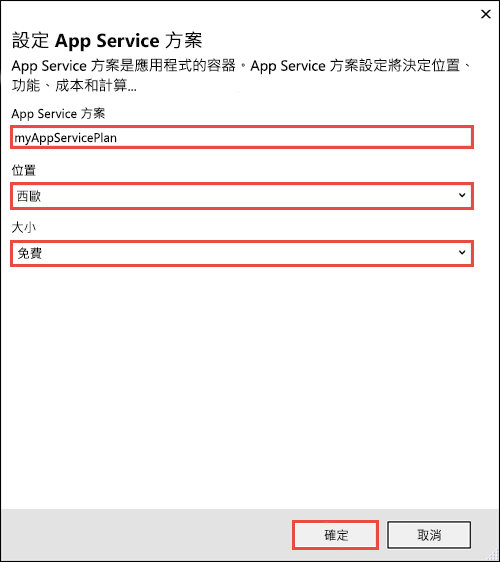 設定 App Service 方案
App Service 方案是應用程式的容器。App Service 方案設定將決定位置、
功能、成本和計算...
App Service 方案
myAppServicePlan
位置
西歐
大小
免費
確定
取消